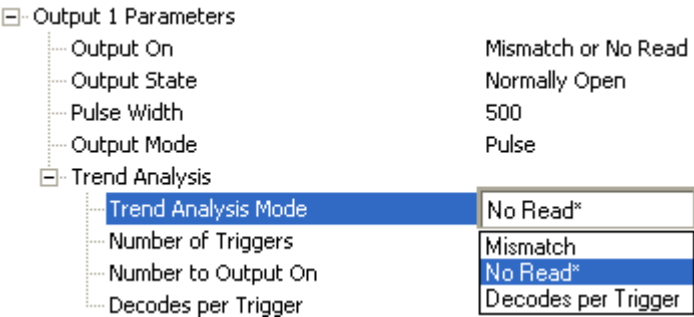 Output 1 Parameters
Output On Mismatch or No Read
Output State Normally Open
Pulse Width 500
Output Mode Pulse
Trend Analysis
Trend Analysis Mode No Read*
Number of Triggers Mismatch
Number to Output On No Read*
Decodes per Trigger Decodes per Trigger